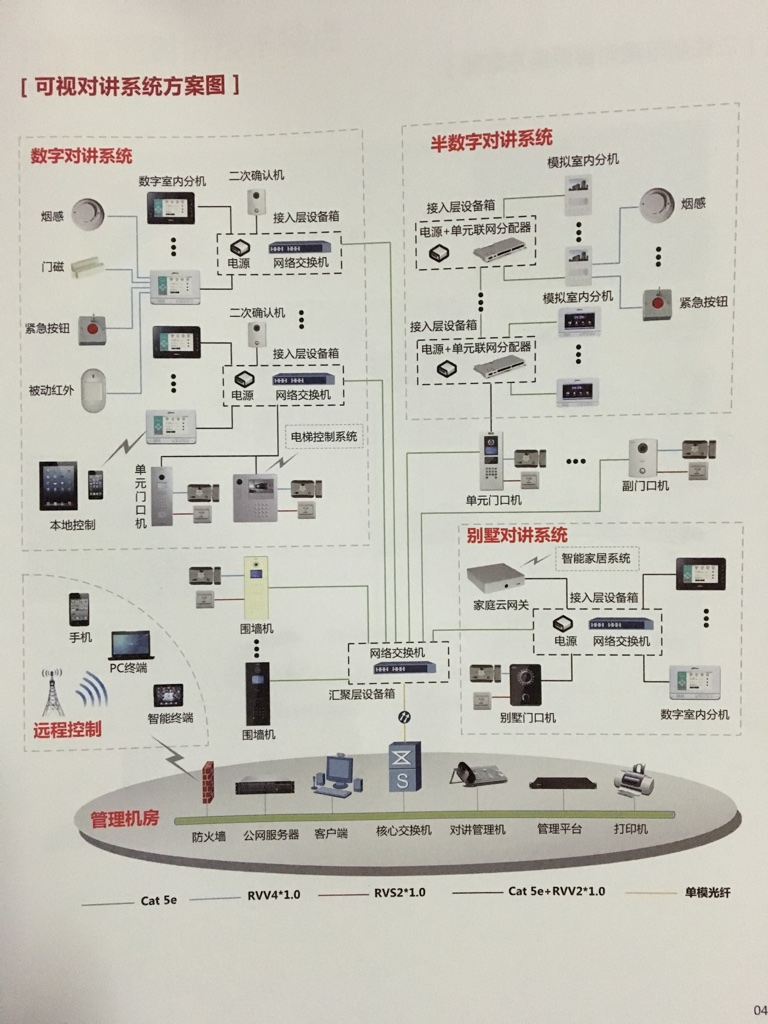 [ 可视对讲系统方案图 ]
数字对讲系统
数字室内分机
二次确认机
烟感
接入层设备箱
电源
网络交换机
门磁
紧急按钮
二次确认机
接入层设备箱
电源
网络交换机
被动红外
电梯控制系统
本地控制
单元门口机
半数字对讲系统
模拟室内分机
接入层设备箱
烟感
电源+单元联网分配器
模拟室内分机
紧急按钮
接入层设备箱
电源+单元联网分配器
单元门口机
副门口机
别墅对讲系统
智能家居系统
家庭云网关
接入层设备箱
电源
网络交换机
别墅门口机
数字室内分机
围墙机
围墙机
网络交换机
汇聚层设备箱
手机
PC终端
智能终端
远程控制
管理机房
防火墙
公网服务器
客户端
S
核心交换机
对讲管理机
管理平台
打印机
Cat 5e
RVV4*1.0
RVS2*1.0
Cat 5e+RVV2*1.0
单模光纤
04